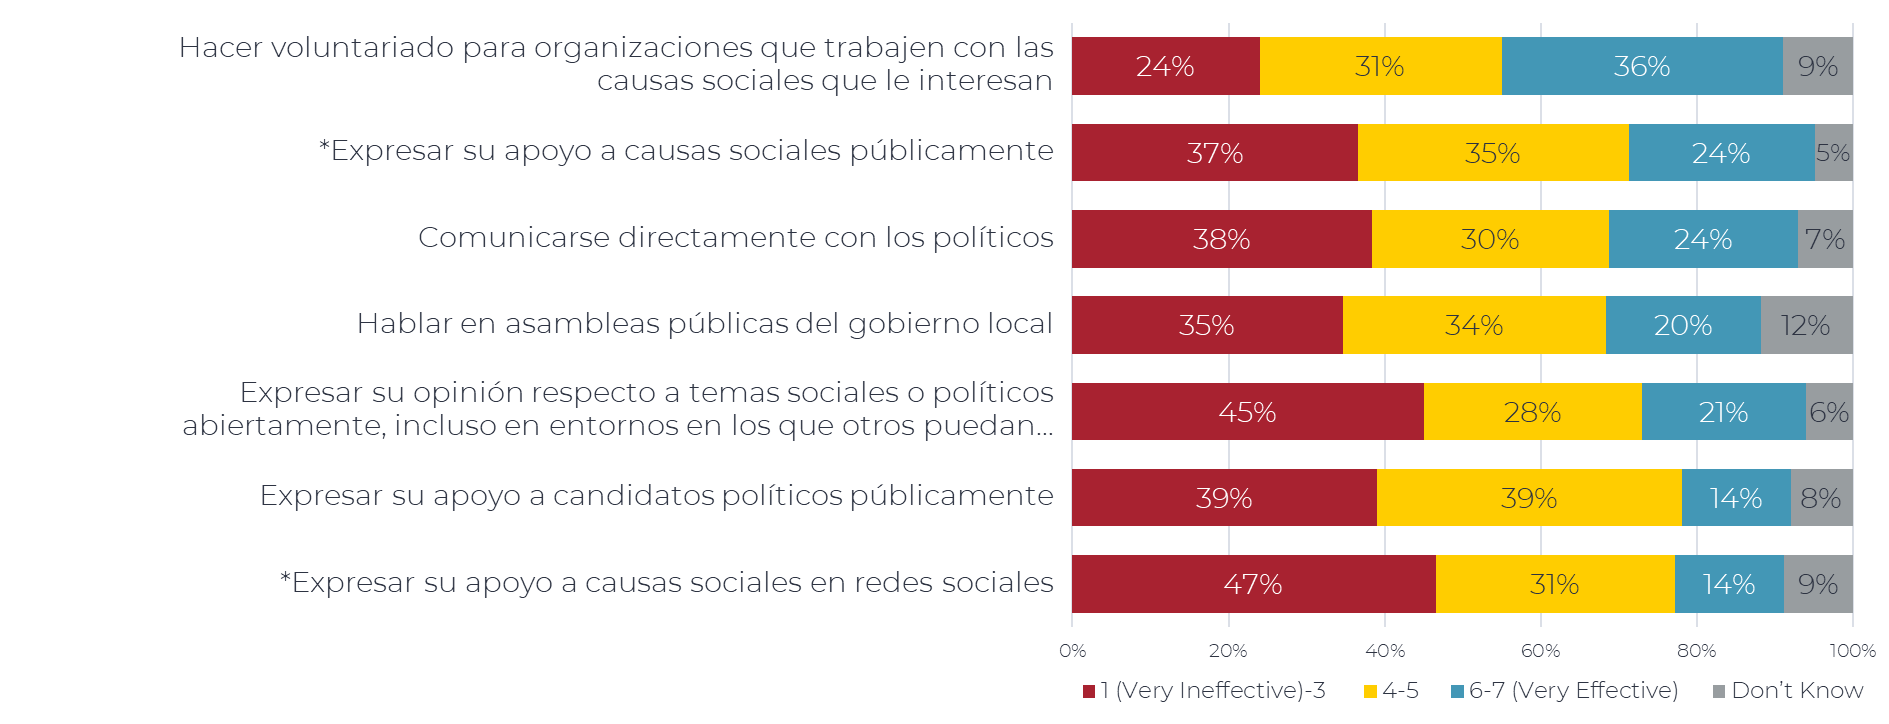 Hacer voluntariado para organizaciones que trabajen con las
causas sociales que le interesan
24% 31% 36% 9%
*Expresar su apoyo a causas sociales públicamente
37% 35% 24% 5%
Comunicarse directamente con los políticos
38% 30% 24% 7%
Hablar en asambleas públicas del gobierno local
35% 34% 20% 12%
Expresar su opinión respecto a temas sociales o políticos
abiertamente, incluso en entornos en los que otros puedan...
45% 28% 21% 6%
Expresar su apoyo a candidatos políticos públicamente
39% 39% 14% 8%
*Expresar su apoyo a causas sociales en redes sociales
47% 31% 14% 9%
0% 20% 40% 60% 80% 100%
1 (Very Ineffective)-3 4-5 6-7 (Very Effective) Don’t Know